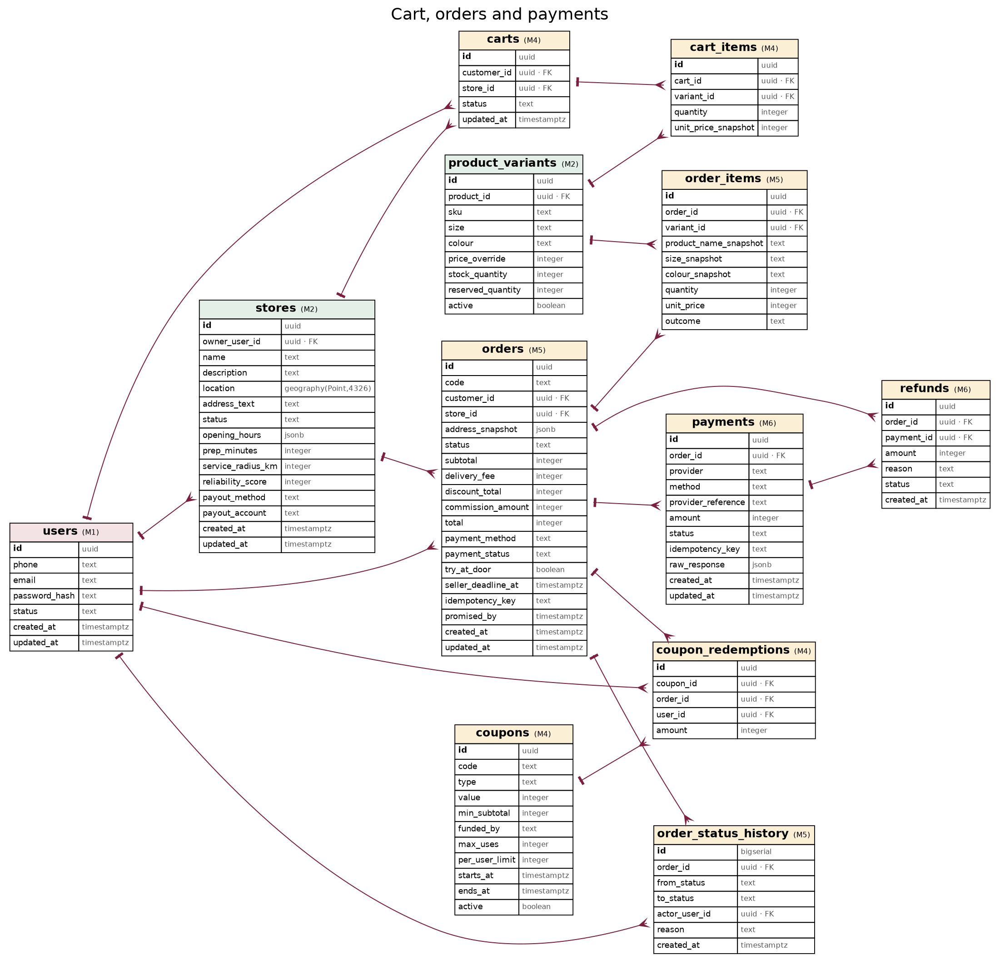 Cart, orders and payments
carts (M4)
id uuid
customer_id uuid · FK
store_id uuid · FK
status text
updated_at timestamptz
cart_items (M4)
id uuid
cart_id uuid · FK
variant_id uuid · FK
quantity integer
unit_price_snapshot integer
product_variants (M2)
id uuid
product_id uuid · FK
sku text
size text
colour text
price_override integer
stock_quantity integer
reserved_quantity integer
active boolean
order_items (M5)
id uuid
order_id uuid · FK
variant_id uuid · FK
product_name_snapshot text
size_snapshot text
colour_snapshot text
quantity integer
unit_price integer
outcome text
stores (M2)
id uuid
owner_user_id uuid · FK
name text
description text
location geography(Point,4326)
address_text text
status text
opening_hours jsonb
prep_minutes integer
service_radius_km integer
reliability_score integer
payout_method text
payout_account text
created_at timestamptz
updated_at timestamptz
orders (M5)
id uuid
code text
customer_id uuid · FK
store_id uuid · FK
address_snapshot jsonb
status text
subtotal integer
delivery_fee integer
discount_total integer
commission_amount integer
total integer
payment_method text
payment_status text
try_at_door boolean
seller_deadline_at timestamptz
idempotency_key text
promised_by timestamptz
created_at timestamptz
updated_at timestamptz
refunds (M6)
id uuid
order_id uuid · FK
payment_id uuid · FK
amount integer
reason text
status text
created_at timestamptz
payments (M6)
id uuid
order_id uuid · FK
provider text
method text
provider_reference text
amount integer
status text
idempotency_key text
raw_response jsonb
created_at timestamptz
updated_at timestamptz
users (M1)
id uuid
phone text
email text
password_hash text
status text
created_at timestamptz
updated_at timestamptz
coupon_redemptions (M4)
id uuid
coupon_id uuid · FK
order_id uuid · FK
user_id uuid · FK
amount integer
coupons (M4)
id uuid
code text
type text
value integer
min_subtotal integer
funded_by text
max_uses integer
per_user_limit integer
starts_at timestamptz
ends_at timestamptz
active boolean
order_status_history (M5)
id bigserial
order_id uuid · FK
from_status text
to_status text
actor_user_id uuid · FK
reason text
created_at timestamptz